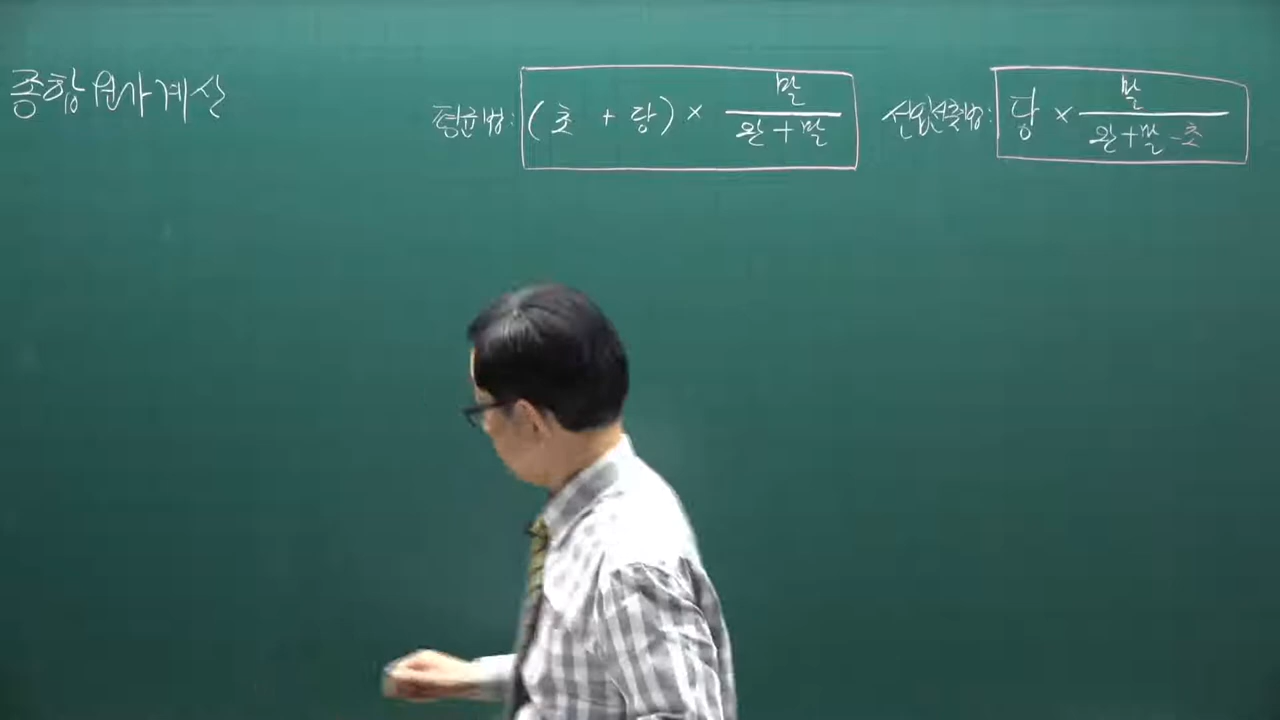 종합원가계산
평균법: (초 + 당) × 말 / 완 + 말
선입선출법: 당 × 말 / 완 + 말 - 초